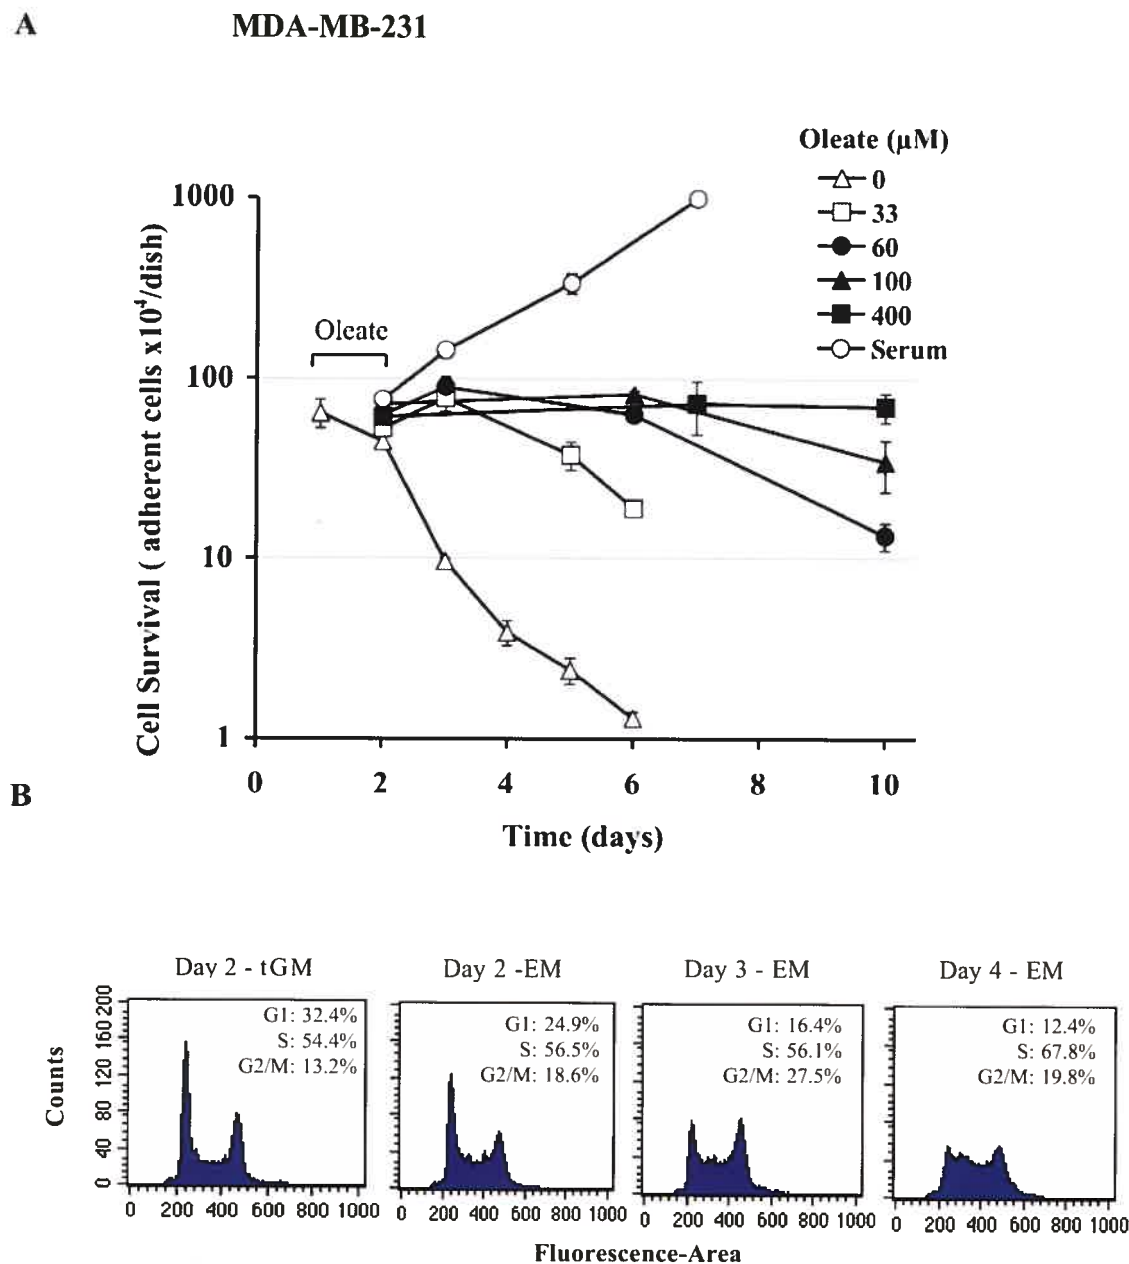 A
MDA-MB-231
Oleate (µM)
0
33
60
100
400
Serum
Oleate
1000
100
10
1
Cell Survival ( adherent cells x10⁴/dish)
0 2 4 6 8 10
Time (days)
B
Day 2 - tGM
G1: 32.4%
S: 54.4%
G2/M: 13.2%
Day 2 -EM
G1: 24.9%
S: 56.5%
G2/M: 18.6%
Day 3 - EM
G1: 16.4%
S: 56.1%
G2/M: 27.5%
Day 4 - EM
G1: 12.4%
S: 67.8%
G2/M: 19.8%
Counts
0 40 80 120 160 200
0 200 400 600 800 1000
0 200 400 600 800 1000
0 200 400 600 800 1000
0 200 400 600 800 1000
Fluorescence-Area